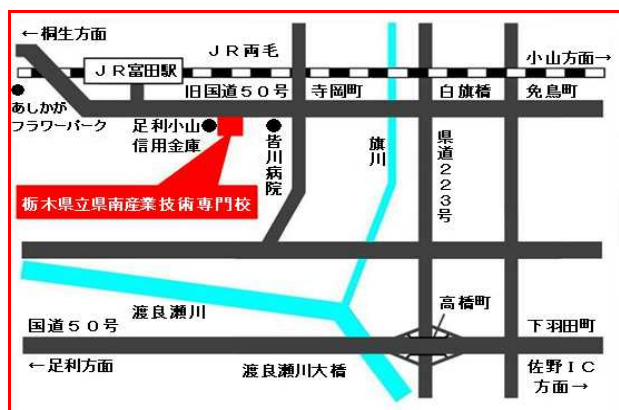 ←桐生方面
JR両毛
小山方面→
JR富田駅
旧国道50号
寺岡町
白旗橋
免鳥町
あしかが
フラワーパーク
足利小山
信用金庫
皆川病院
旗川
県道223号
栃木県立県南産業技術専門校
渡良瀬川
高橋町
国道50号
下羽田町
←足利方面
渡良瀬川大橋
佐野IC
方面→